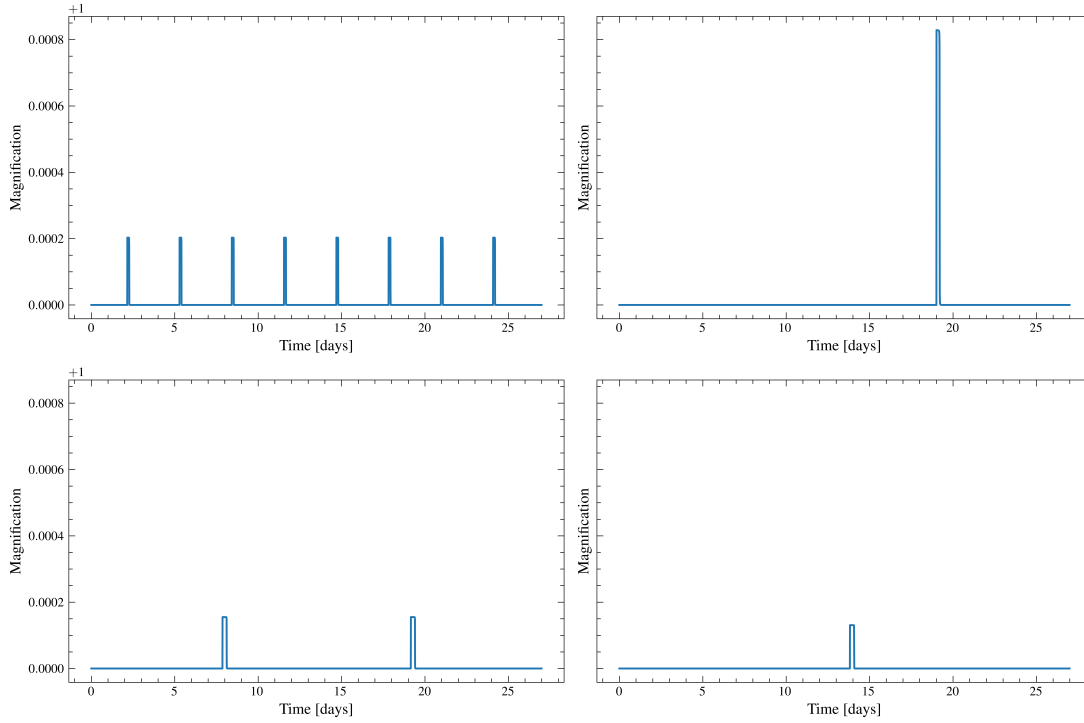 +1
0.0008
0.0006
0.0004
0.0002
0.0000
Magnification
0 5 10 15 20 25
Time [days]
Magnification
0 5 10 15 20 25
Time [days]
+1
0.0008
0.0006
0.0004
0.0002
0.0000
Magnification
0 5 10 15 20 25
Time [days]
Magnification
0 5 10 15 20 25
Time [days]